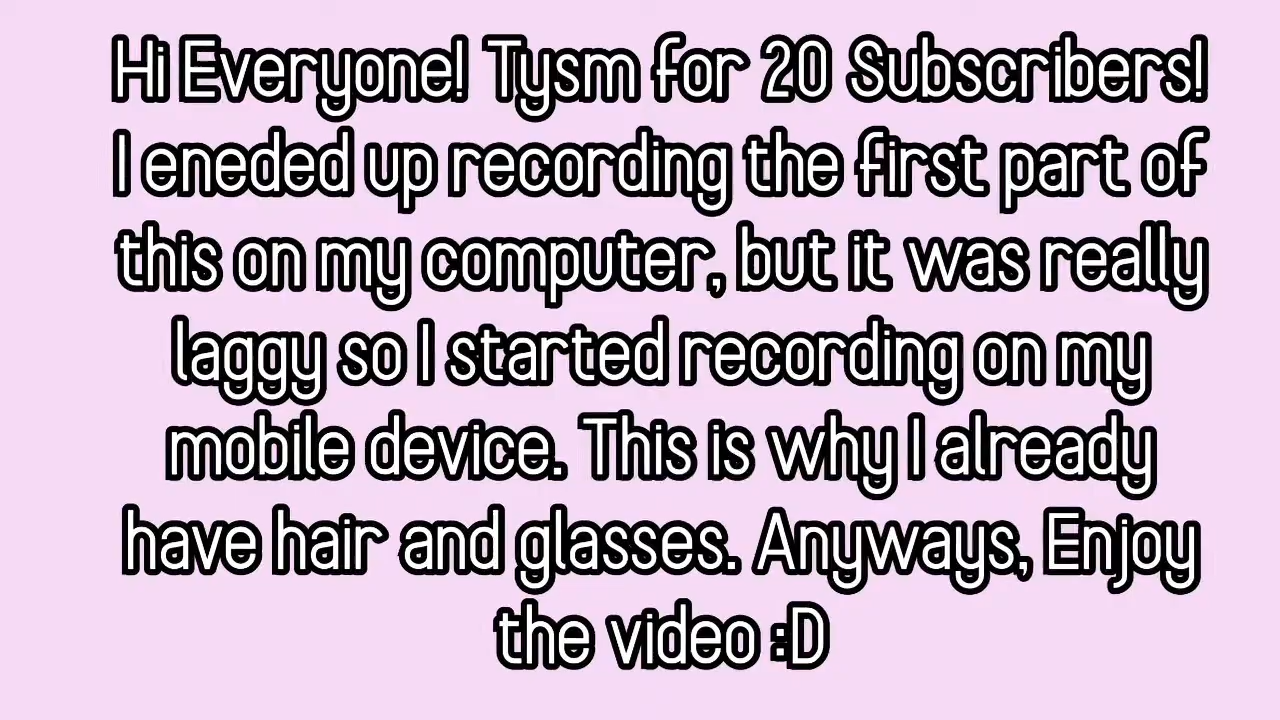 Hi Everyone! Tysm for 20 Subscribers!
I eneded up recording the first part of
this on my computer, but it was really
laggy so I started recording on my
mobile device. This is why I already
have hair and glasses. Anyways, Enjoy
the video :D